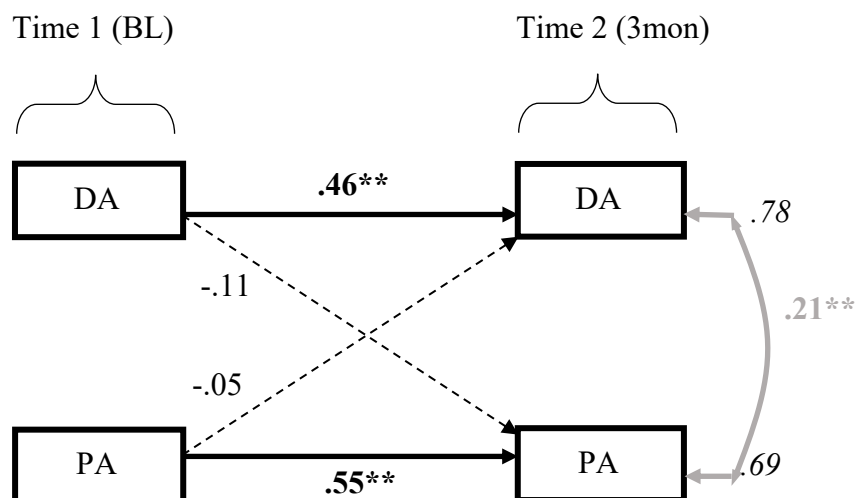 Time 1 (BL) Time 2 (3mon)
DA .46** DA .78
-.11
.21**
-.05
PA .55** PA .69